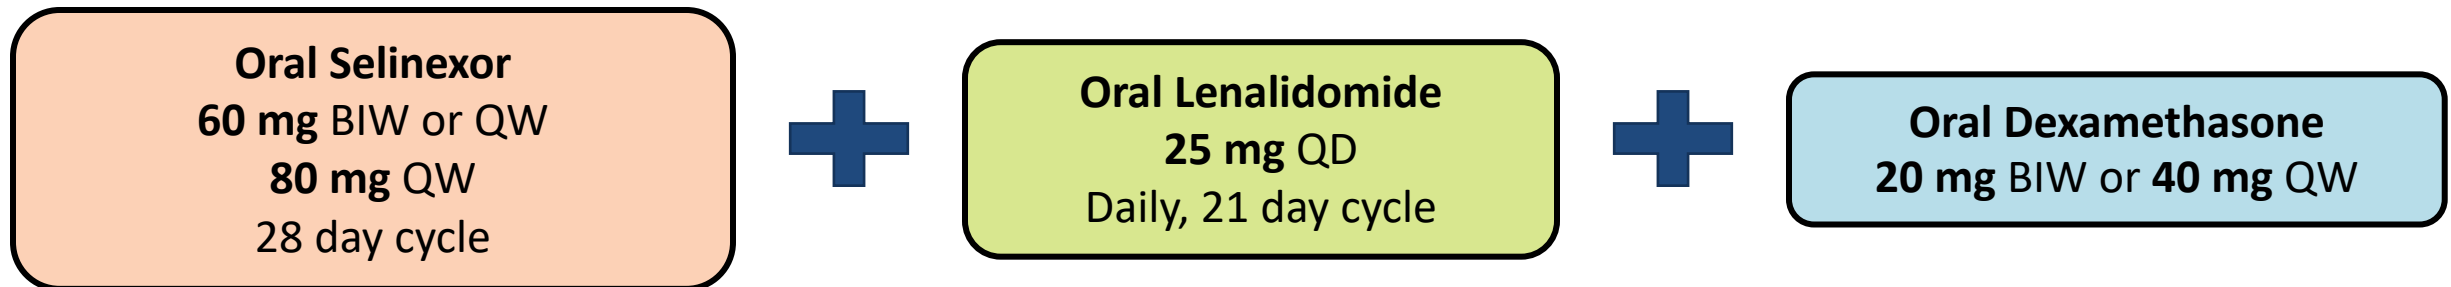 Oral Selinexor
60 mg BIW or QW
80 mg QW
28 day cycle
Oral Lenalidomide
25 mg QD
Daily, 21 day cycle
Oral Dexamethasone
20 mg BIW or 40 mg QW